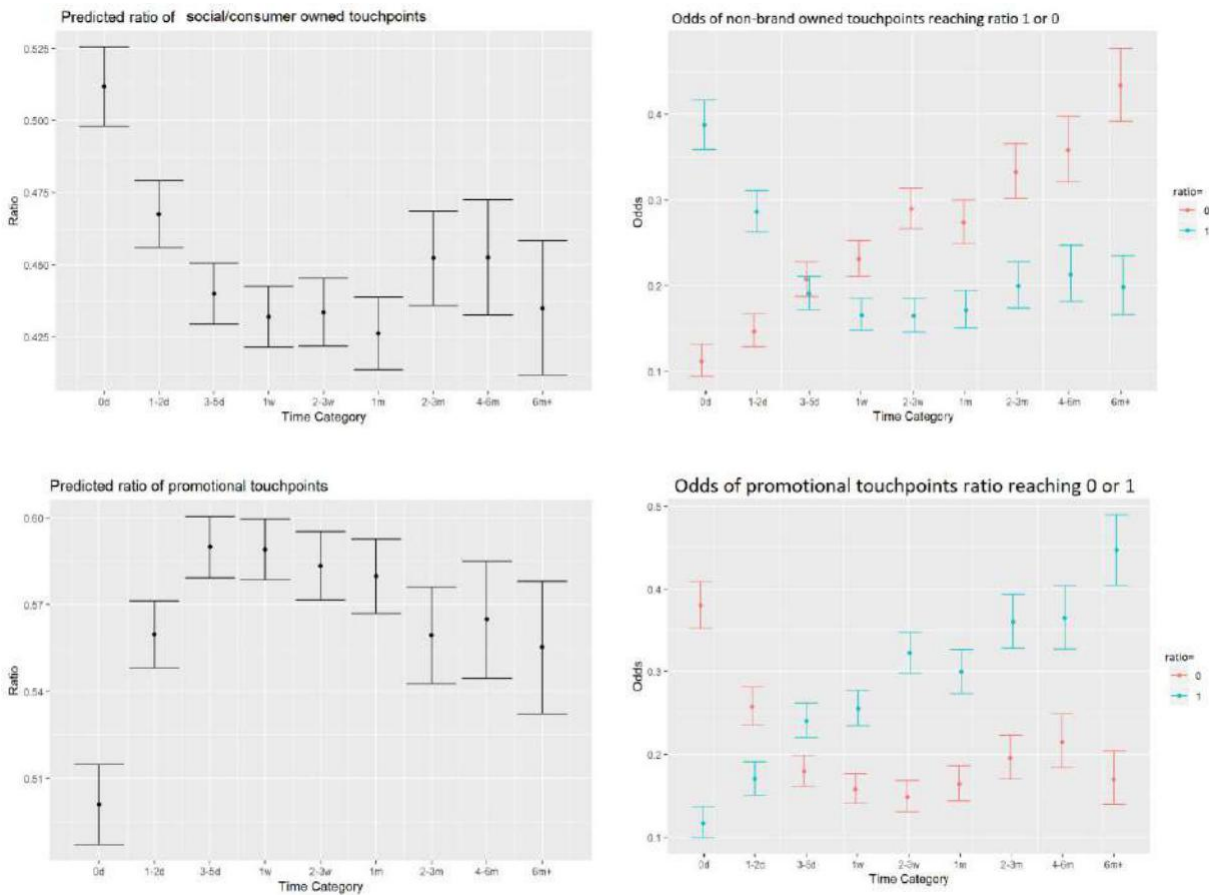 Predicted ratio of social/consumer owned touchpoints
0.525
0.500
0.475
0.450
0.425
Ratio
0d 1-2d 3-5d 1w 2-3w 1m 2-3m 4-6m 6m+
Time Category
Odds of non-brand owned touchpoints reaching ratio 1 or 0
0.4
0.3
0.2
0.1
Odds
0d 1-2d 3-5d 1w 2-3w 1m 2-3m 4-6m 6m+
Time Category
ratio=
0
1
Predicted ratio of promotional touchpoints
0.60
0.57
0.54
0.51
Ratio
0d 1-2d 3-5d 1w 2-3w 1m 2-3m 4-6m 6m+
Time Category
Odds of promotional touchpoints ratio reaching 0 or 1
0.5
0.4
0.3
0.2
0.1
Odds
0d 1-2d 3-5d 1w 2-3w 1m 2-3m 4-6m 6m+
Time Category
ratio=
0
1